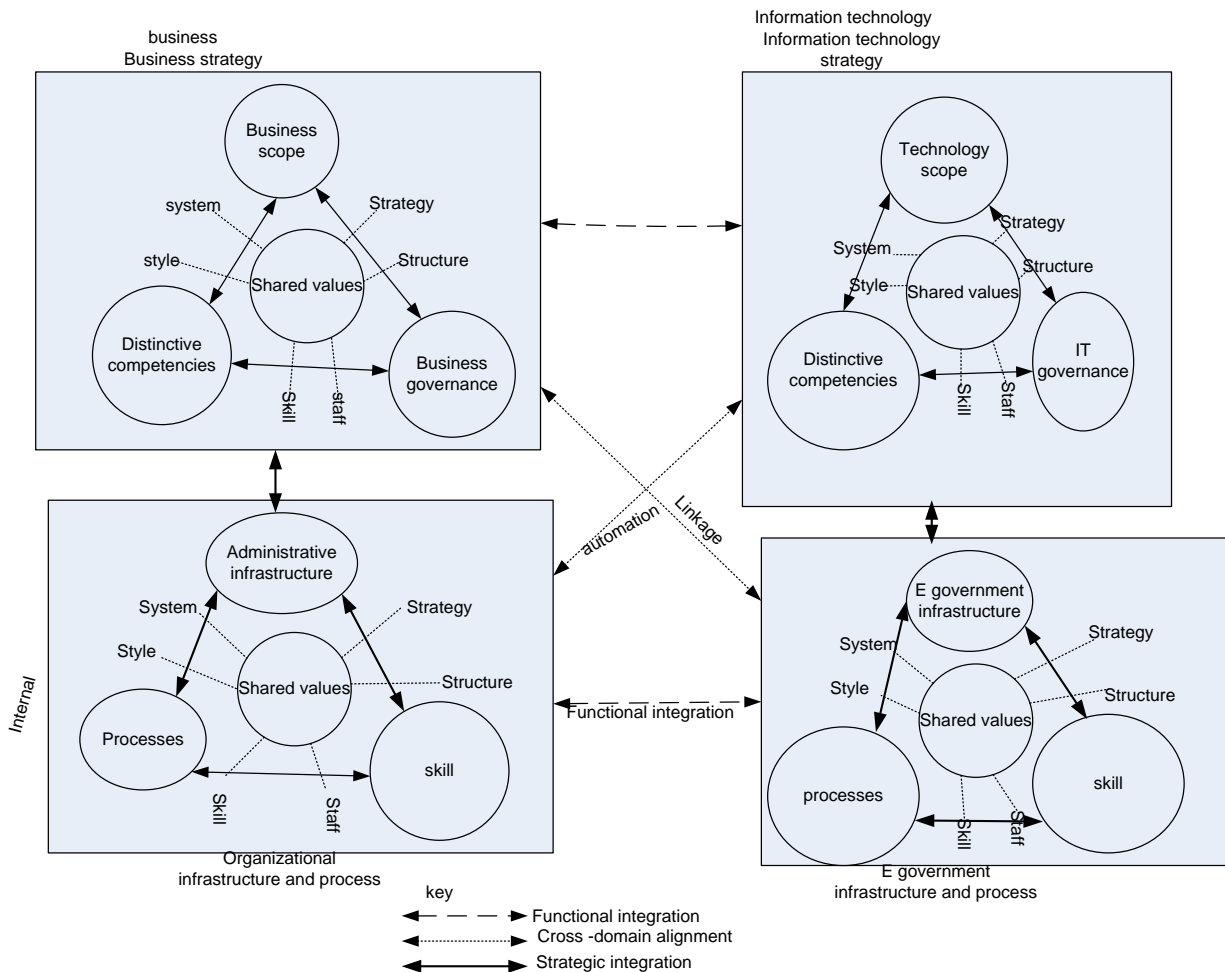 business
Business strategy
Information technology
Information technology
strategy
Business
scope
system
Strategy
style
Shared values
Structure
Distinctive
competencies
Business
governance
Skill
staff
Technology
scope
Strategy
System
Structure
Style
Shared values
Distinctive
competencies
IT
governance
Skill
Staff
automation
Linkage
Internal
Administrative
infrastructure
System
Strategy
Style
Shared values
Structure
Processes
skill
Skill
Staff
Organizational
infrastructure and process
Functional integration
E government
infrastructure
System
Strategy
Style
Structure
Shared values
processes
skill
Skill
Staff
E government
infrastructure and process
key
Functional integration
Cross -domain alignment
Strategic integration